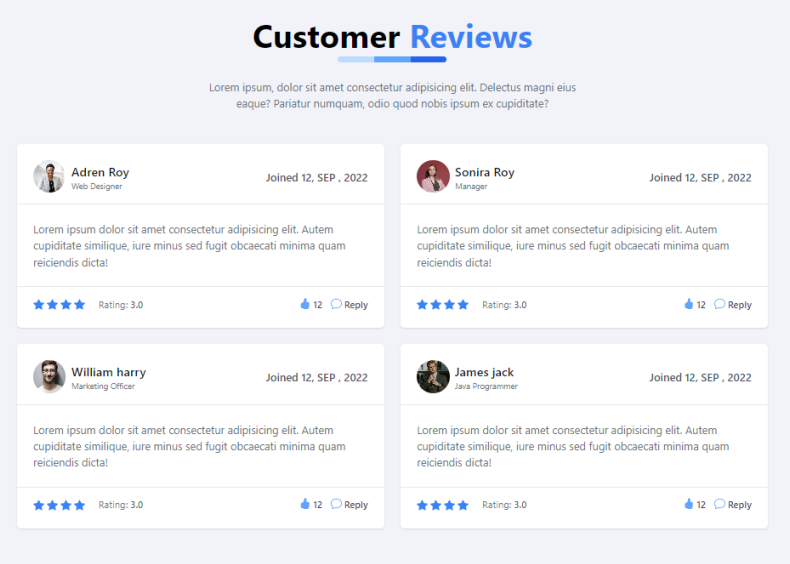 Customer Reviews
Lorem ipsum, dolor sit amet consectetur adipisicing elit. Delectus magni eius
eaque? Pariatur numquam, odio quod nobis ipsum ex cupiditate?
Adren Roy
Web Designer
Joined 12, SEP , 2022
Lorem ipsum dolor sit amet consectetur adipisicing elit. Autem
cupiditate similique, iure minus sed fugit obcaecati minima quam
reiciendis dicta!
Rating: 3.0
12
Reply
Sonira Roy
Manager
Joined 12, SEP , 2022
Lorem ipsum dolor sit amet consectetur adipisicing elit. Autem
cupiditate similique, iure minus sed fugit obcaecati minima quam
reiciendis dicta!
Rating: 3.0
12
Reply
William harry
Marketing Officer
Joined 12, SEP , 2022
Lorem ipsum dolor sit amet consectetur adipisicing elit. Autem
cupiditate similique, iure minus sed fugit obcaecati minima quam
reiciendis dicta!
Rating: 3.0
12
Reply
James jack
Java Programmer
Joined 12, SEP , 2022
Lorem ipsum dolor sit amet consectetur adipisicing elit. Autem
cupiditate similique, iure minus sed fugit obcaecati minima quam
reiciendis dicta!
Rating: 3.0
12
Reply